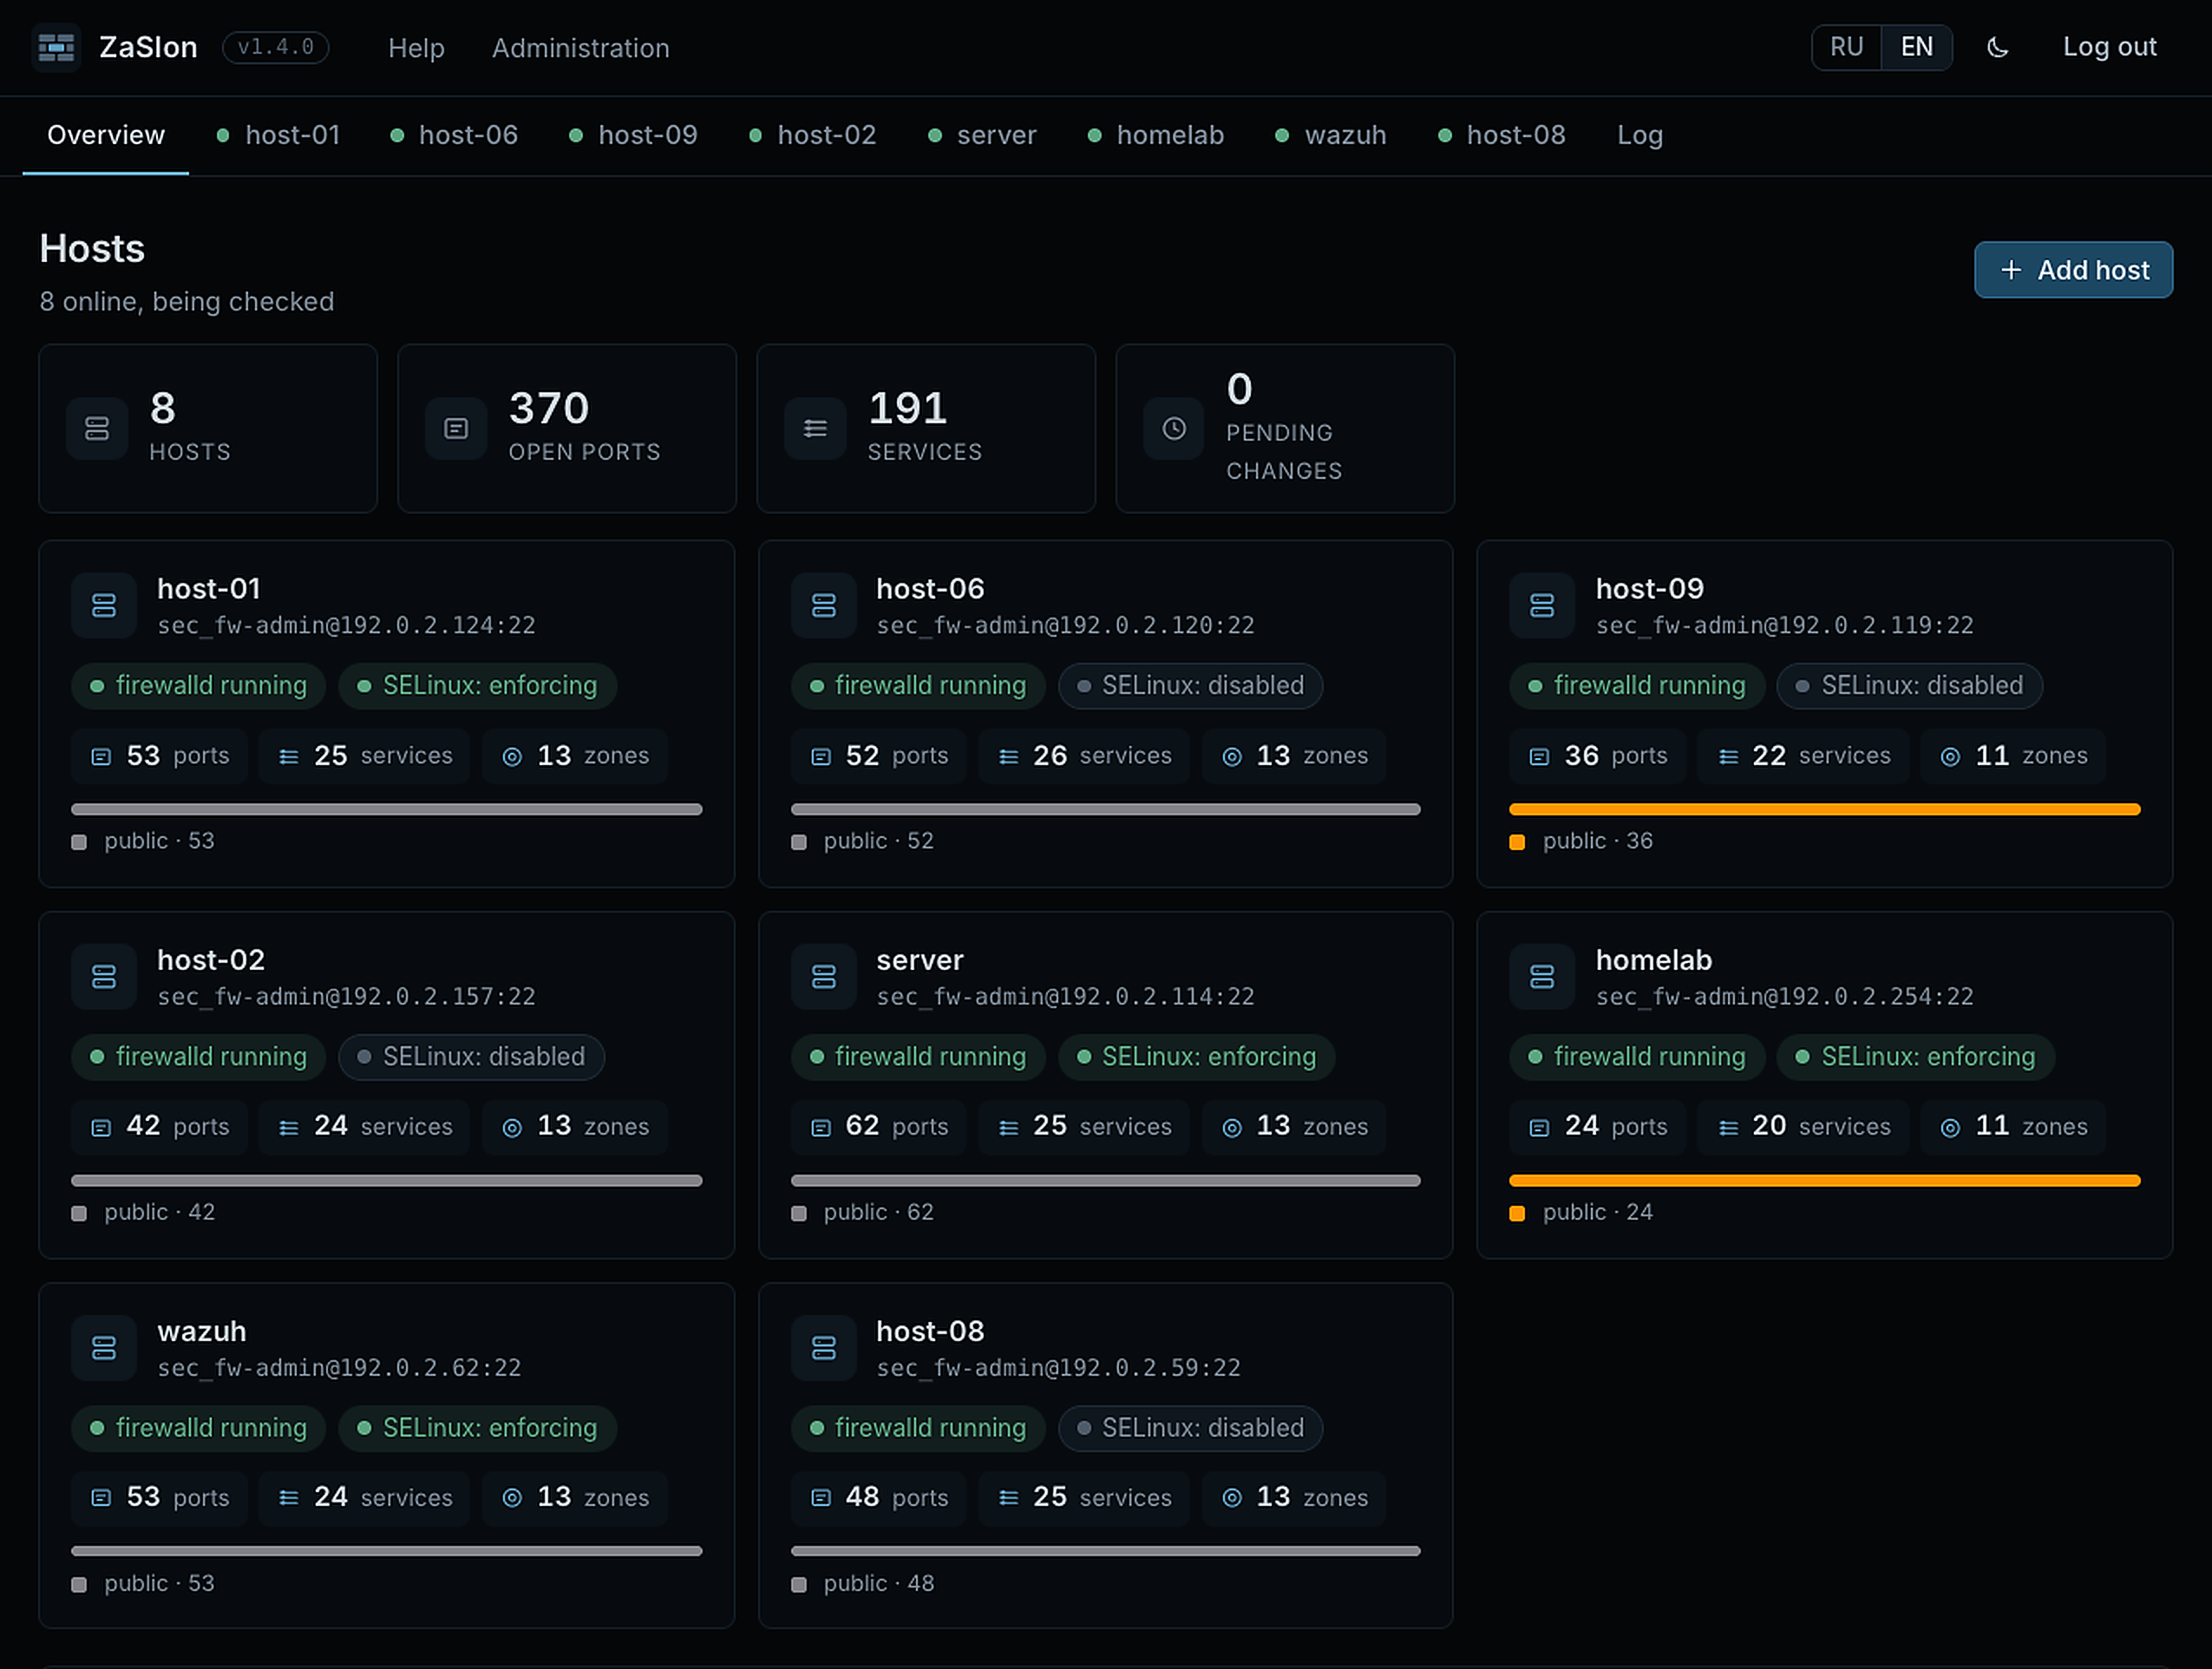 ZaSlon v1.4.0 Help Administration RU EN Log out
Overview host-01 host-06 host-09 host-02 server homelab wazuh host-08 Log
Hosts
8 online, being checked
+ Add host
8
HOSTS
370
OPEN PORTS
191
SERVICES
0
PENDING
CHANGES
host-01
sec_fw-admin@192.0.2.124:22
firewalld running SELinux: enforcing
53 ports 25 services 13 zones
public · 53
host-06
sec_fw-admin@192.0.2.120:22
firewalld running SELinux: disabled
52 ports 26 services 13 zones
public · 52
host-09
sec_fw-admin@192.0.2.119:22
firewalld running SELinux: disabled
36 ports 22 services 11 zones
public · 36
host-02
sec_fw-admin@192.0.2.157:22
firewalld running SELinux: disabled
42 ports 24 services 13 zones
public · 42
server
sec_fw-admin@192.0.2.114:22
firewalld running SELinux: enforcing
62 ports 25 services 13 zones
public · 62
homelab
sec_fw-admin@192.0.2.254:22
firewalld running SELinux: enforcing
24 ports 20 services 11 zones
public · 24
wazuh
sec_fw-admin@192.0.2.62:22
firewalld running SELinux: enforcing
53 ports 24 services 13 zones
public · 53
host-08
sec_fw-admin@192.0.2.59:22
firewalld running SELinux: disabled
48 ports 25 services 13 zones
public · 48